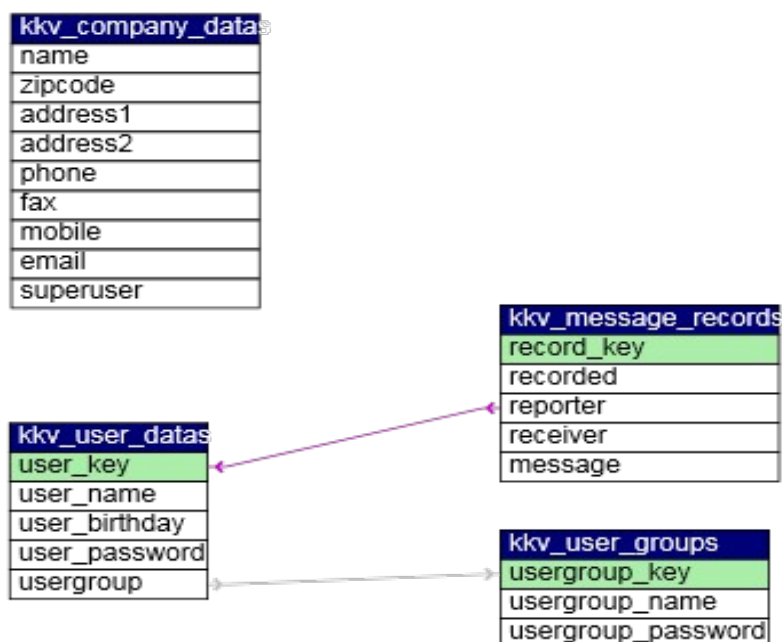 kkv_company_datas
name
zipcode
address1
address2
phone
fax
mobile
email
superuser
kkv_message_records
record_key
recorded
reporter
receiver
message
kkv_user_datas
user_key
user_name
user_birthday
user_password
usergroup
kkv_user_groups
usergroup_key
usergroup_name
usergroup_password